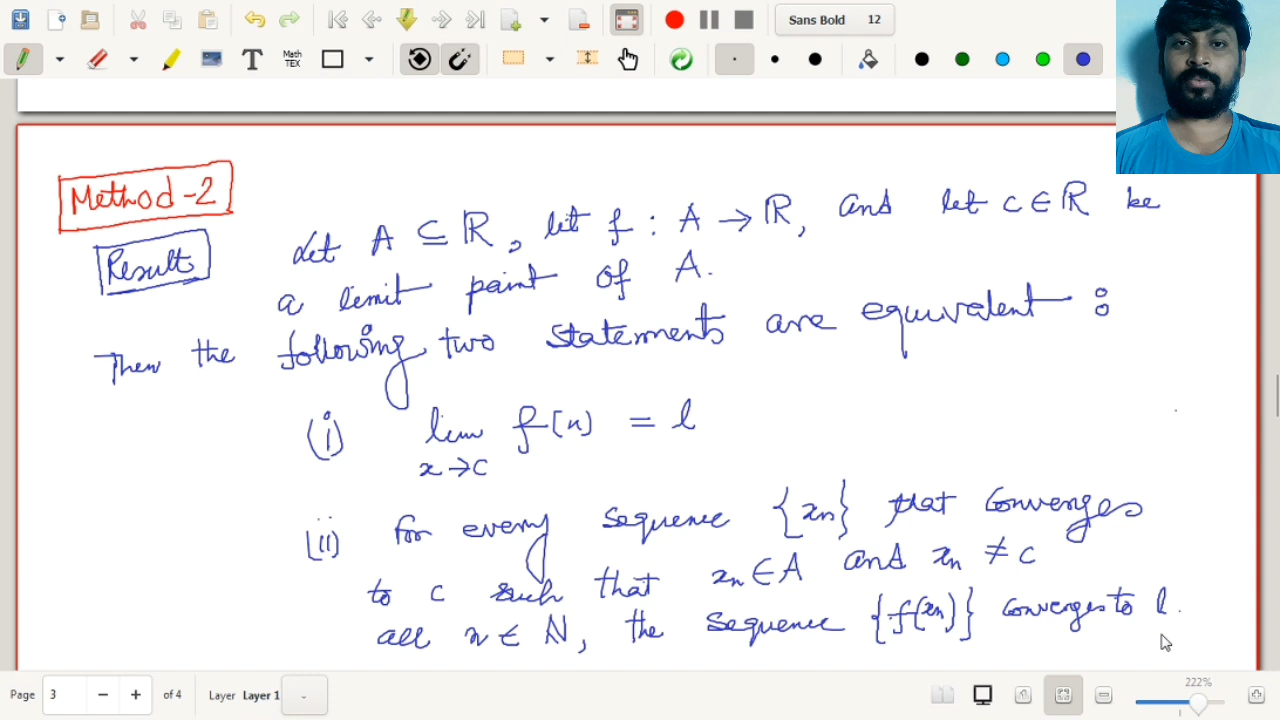 Sans Bold 12
Math TEX
Method-2
Result
Let A ⊆ ℝ, let f : A → ℝ, and let c ∈ ℝ be
a limit point of A.
Then the following two statements are equivalent :
(i) lim f(x) = l
x→c
(ii) for every sequence {xn} that converges
to c such that xn ∈ A and xn ≠ c
all n ∈ ℕ, the sequence {f(xn)} converges to l.
Page 3 of 4 Layer Layer 1 222%